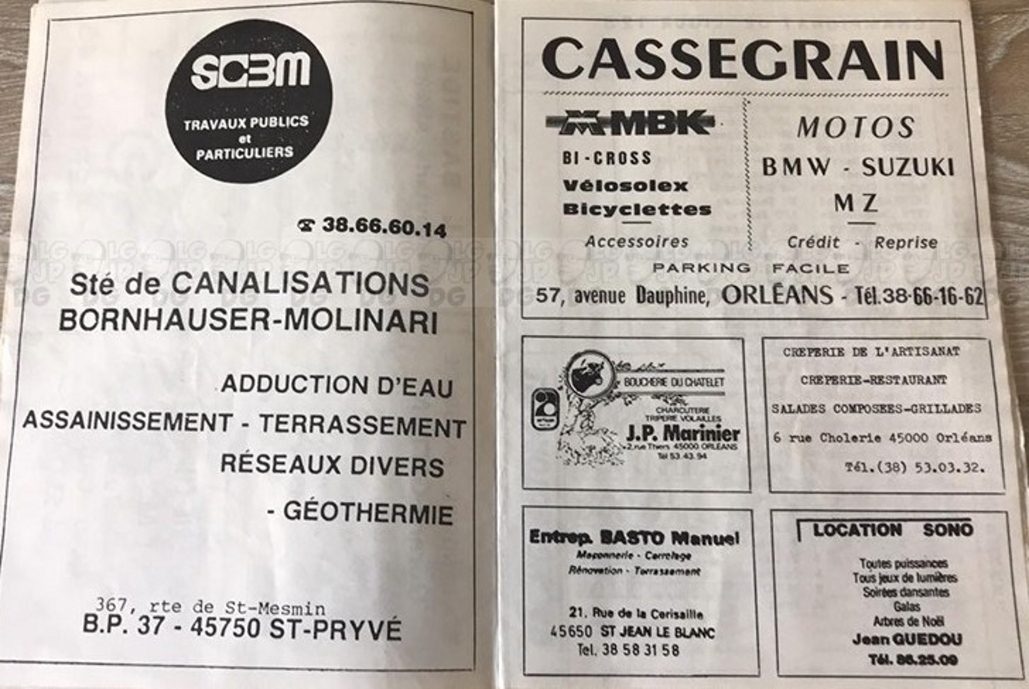 SCBM
TRAVAUX PUBLICS
et
PARTICULIERS
☎ 38.66.60.14
Sté de CANALISATIONS
BORNHAUSER-MOLINARI
ADDUCTION D'EAU
ASSAINISSEMENT - TERRASSEMENT
RÉSEAUX DIVERS
- GÉOTHERMIE
367, rte de St-Mesmin
B.P. 37 - 45750 ST-PRYVÉ
CASSEGRAIN
MBK
BI-CROSS
Vélosolex
Bicyclettes
Accessoires
MOTOS
BMW - SUZUKI
MZ
Crédit - Reprise
PARKING FACILE
57, avenue Dauphine, ORLÉANS - Tél. 38-66-16-62
BOUCHERIE DU CHATELET
CHARCUTERIE
TRIPERIE VOLAILLES
J.P. Marinier
2, rue Thiers 45000 ORLEANS
Tél 53.43.94
CREPERIE DE L'ARTISANAT
CREPERIE-RESTAURANT
SALADES COMPOSEES-GRILLADES
6 rue Cholerie 45000 Orléans
Tél.(38) 53.03.32.
Entrep. BASTO Manuel
Maçonnerie - Carrelage
Rénovation - Terrassement
21, Rue de la Cerisaille
45650 ST JEAN LE BLANC
Tel. 38 58 31 58
LOCATION SONO
Toutes puissances
Tous jeux de lumières
Soirées dansantes
Galas
Arbres de Noël
Jean GUEDOU
Tél. 86.25.09